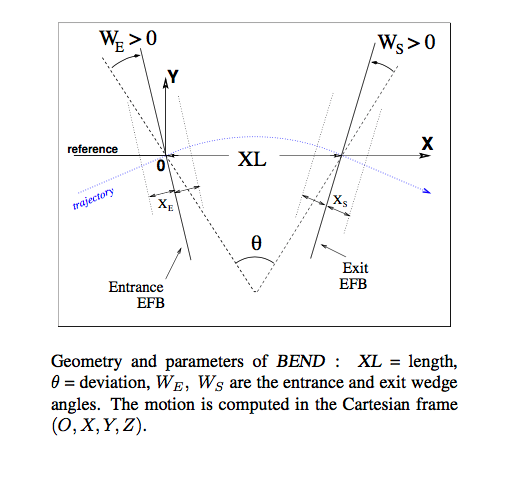 W_E > 0
W_S > 0
Y
reference
0
XL
X
trajectory
X_E
X_S
θ
Entrance
EFB
Exit
EFB
Geometry and parameters of BEND : XL = length,
θ = deviation, W_E, W_S are the entrance and exit wedge
angles. The motion is computed in the Cartesian frame
(O, X, Y, Z).